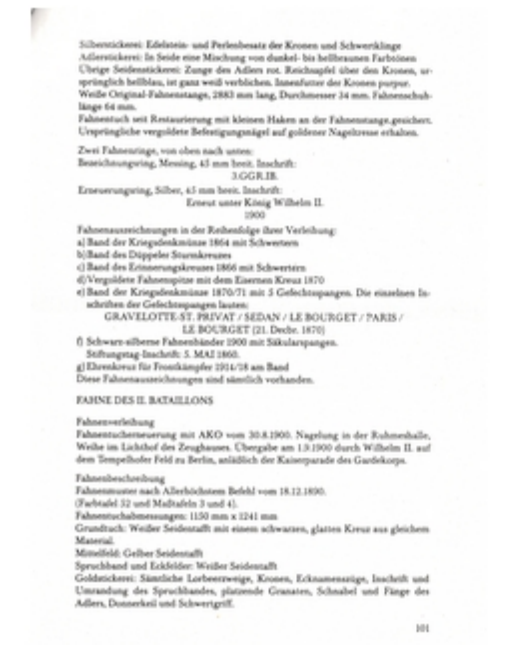 Silberstickerei: Edelstein- und Perlenbesatz der Kronen und Schwertklinge
Adlerstickerei: In Seide eine Mischung von dunkel- bis hellbraunen Farbtönen
Übrige Seidenstickerei: Zunge des Adlers rot. Reichsapfel über den Kronen, ur-
sprünglich hellblau, ist ganz weiß verblichen. Innenfutter der Kronen purpur.
Weiße Original-Fahnenstange, 2883 mm lang, Durchmesser 34 mm. Fahnenschuh-
länge 64 mm.
Fahnentuch seit Restaurierung mit kleinen Haken an der Fahnenstange gesichert.
Ursprüngliche vergoldete Befestigungsnägel auf goldener Nageltresse erhalten.
Zwei Fahnenringe, von oben nach unten:
Bezeichnungsring, Messing, 45 mm breit. Inschrift:
3.GGR.IB.
Erneuerungsring, Silber, 45 mm breit. Inschrift:
Erneut unter König Wilhelm II.
1900
Fahnenauszeichnungen in der Reihenfolge ihrer Verleihung:
a) Band der Kriegsdenkmünze 1864 mit Schwertern
b) Band des Düppeler Sturmkreuzes
c) Band des Erinnerungskreuzes 1866 mit Schwertern
d) Vergoldete Fahnenspitze mit dem Eisernen Kreuz 1870
e) Band der Kriegsdenkmünze 1870/71 mit 5 Gefechtsspangen. Die einzelnen In-
schriften der Gefechtsspangen lauten:
GRAVELOTTE-ST. PRIVAT / SEDAN / LE BOURGET / PARIS /
LE BOURGET (21. Decbr. 1870)
f) Schwarz-silberne Fahnenbänder 1900 mit Säkularspangen.
Stiftungstag-Inschrift: 5. MAI 1860.
g) Ehrenkreuz für Frontkämpfer 1914/18 am Band
Diese Fahnenauszeichnungen sind sämtlich vorhanden.
FAHNE DES II. BATAILLONS
Fahnenverleihung
Fahnentucherneuerung mit AKO vom 30.8.1900. Nagelung in der Ruhmeshalle,
Weihe im Lichthof des Zeughauses. Übergabe am 1.9.1900 durch Wilhelm II. auf
dem Tempelhofer Feld zu Berlin, anläßlich der Kaiserparade des Gardekorps.
Fahnenbeschreibung
Fahnenmuster nach Allerhöchstem Befehl vom 18.12.1890.
(Farbtafel 52 und Maßtafeln 3 und 4).
Fahnentuchabmessungen: 1150 mm x 1241 mm
Grundtuch: Weißer Seidentaft mit einem schwarzen, glatten Kreuz aus gleichem
Material.
Mittelfeld: Gelber Seidentaft
Spruchband und Eckfelder: Weißer Seidentaft
Goldstickerei: Sämtliche Lorbeerzweige, Kronen, Ecknamenszüge, Inschrift und
Umrandung des Spruchbandes, platzende Granaten, Schnabel und Fänge des
Adlers, Donnerkeil und Schwertgriff.
101